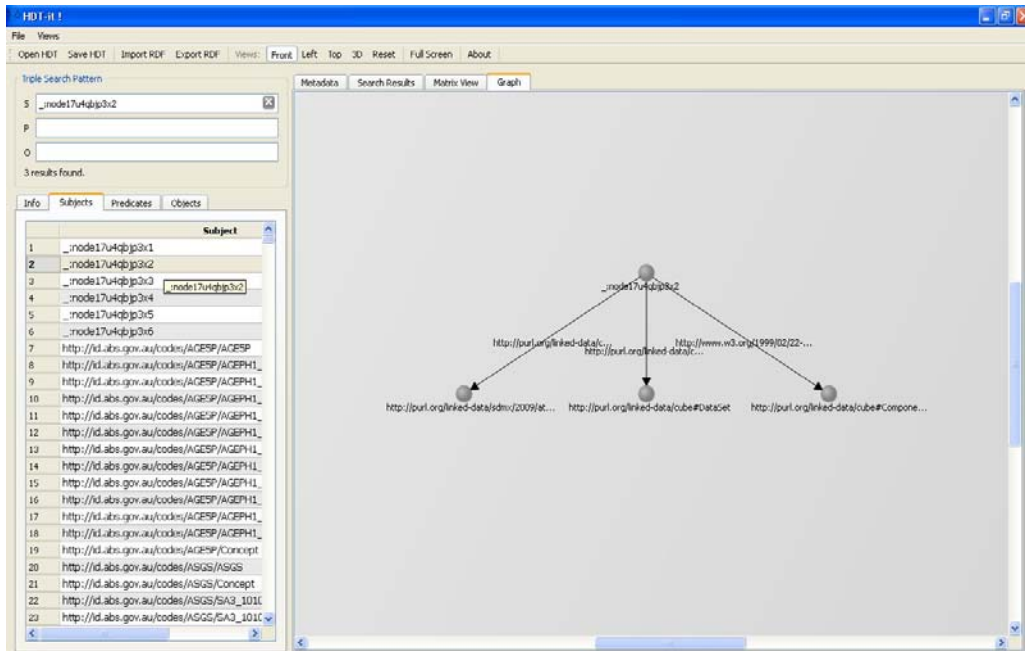 HDT-it !
File Views
Open HDT Save HDT Import RDF Export RDF Views: Front Left Top 3D Reset Full Screen About
Triple Search Pattern
S _:node17u4qbjp3x2
P
O
3 results found.
Info Subjects Predicates Objects
Subject
1 _:node17u4qbjp3x1
2 _:node17u4qbjp3x2
3 _:node17u4qbjp3x3
_:node17u4qbjp3x2
4 _:node17u4qbjp3x4
5 _:node17u4qbjp3x5
6 _:node17u4qbjp3x6
7 http://id.abs.gov.au/codes/AGE5P/AGE5P
8 http://id.abs.gov.au/codes/AGE5P/AGEPH1_
9 http://id.abs.gov.au/codes/AGE5P/AGEPH1_
10 http://id.abs.gov.au/codes/AGE5P/AGEPH1_
11 http://id.abs.gov.au/codes/AGE5P/AGEPH1_
12 http://id.abs.gov.au/codes/AGE5P/AGEPH1_
13 http://id.abs.gov.au/codes/AGE5P/AGEPH1_
14 http://id.abs.gov.au/codes/AGE5P/AGEPH1_
15 http://id.abs.gov.au/codes/AGE5P/AGEPH1_
16 http://id.abs.gov.au/codes/AGE5P/AGEPH1_
17 http://id.abs.gov.au/codes/AGE5P/AGEPH1_
18 http://id.abs.gov.au/codes/AGE5P/AGEPH1_
19 http://id.abs.gov.au/codes/AGE5P/Concept
20 http://id.abs.gov.au/codes/ASGS/ASGS
21 http://id.abs.gov.au/codes/ASGS/Concept
22 http://id.abs.gov.au/codes/ASGS/SA3_1010
23 http://id.abs.gov.au/codes/ASGS/SA3_1010
Metadata Search Results Matrix View Graph
_:node17u4qbjp3x2
http://purl.org/linked-data/c...
http://purl.org/linked-data/c...
http://www.w3.org/1999/02/22-...
http://purl.org/linked-data/sdmx/2009/at...
http://purl.org/linked-data/cube#DataSet
http://purl.org/linked-data/cube#Compone...